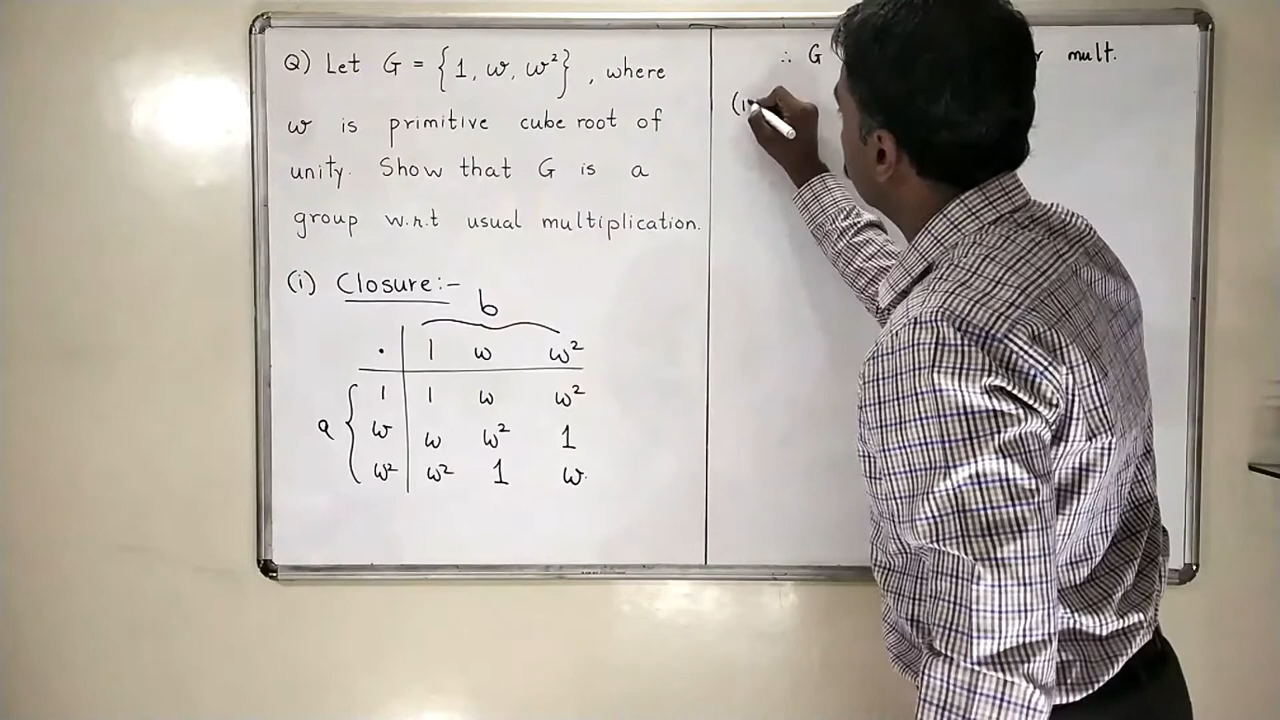 Q) Let G = {1, ω, ω²} , where
ω is primitive cube root of
unity. Show that G is a
group w.r.t usual multiplication.
(i) Closure:-
b
· | 1 ω ω²
1 | 1 ω ω²
a { ω | ω ω² 1
ω² | ω² 1 ω
∴ G mult.
(i